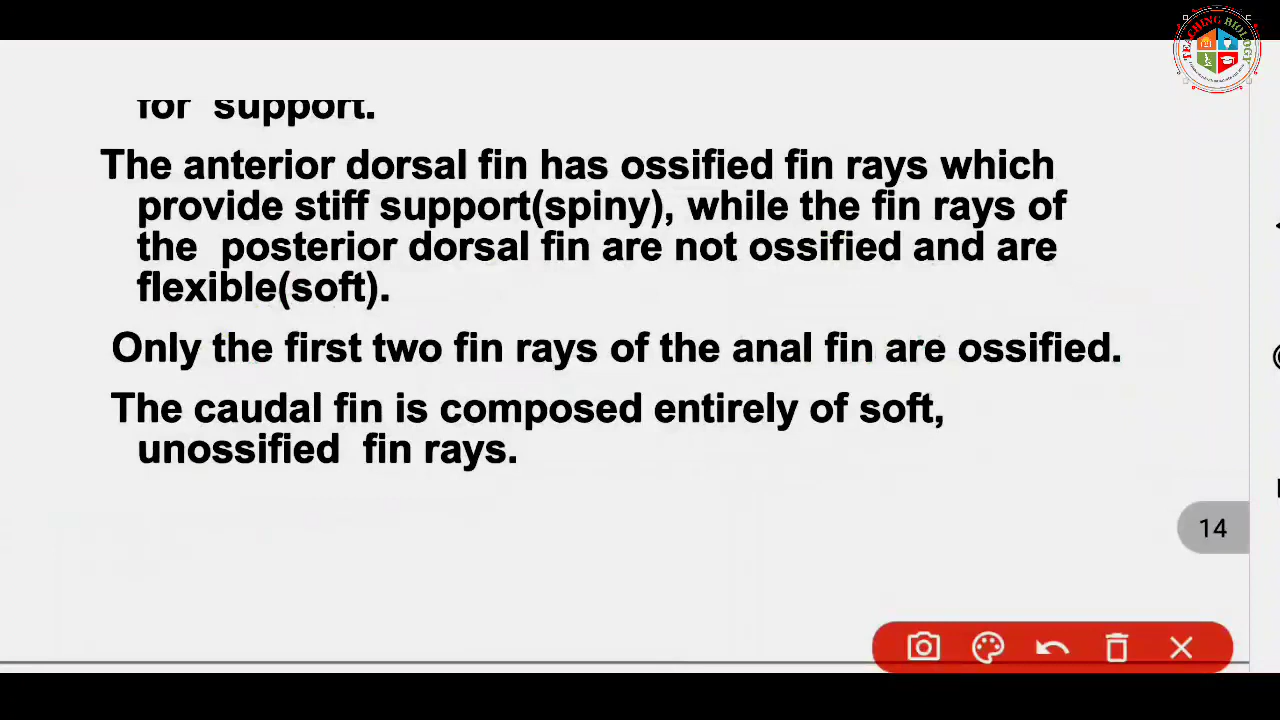 TEACHING BIOLOGY
for support.
The anterior dorsal fin has ossified fin rays which
provide stiff support(spiny), while the fin rays of
the posterior dorsal fin are not ossified and are
flexible(soft).
Only the first two fin rays of the anal fin are ossified.
The caudal fin is composed entirely of soft,
unossified fin rays.
14